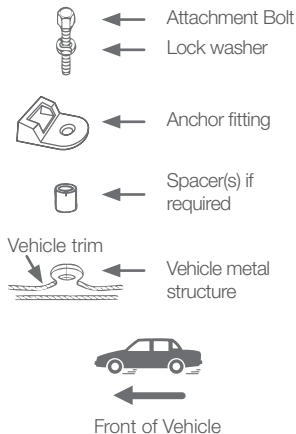 Attachment Bolt
Lock washer
Anchor fitting
Spacer(s) if
required
Vehicle trim
Vehicle metal
structure
Front of Vehicle